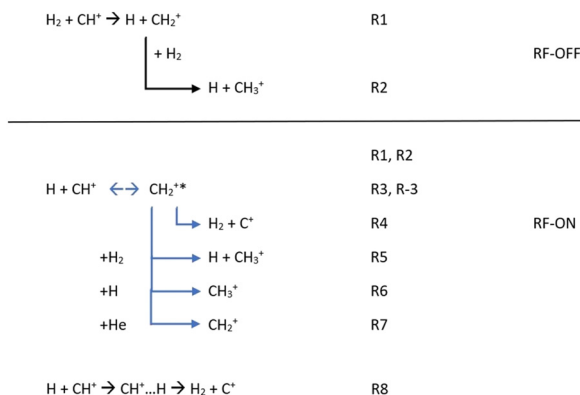 H₂ + CH⁺ → H + CH₂⁺ R1
+ H₂ RF-OFF
H + CH₃⁺ R2
R1, R2
H + CH⁺ ↔ CH₂⁺* R3, R-3
H₂ + C⁺ R4 RF-ON
+H₂ H + CH₃⁺ R5
+H CH₃⁺ R6
+He CH₂⁺ R7
H + CH⁺ → CH⁺...H → H₂ + C⁺ R8